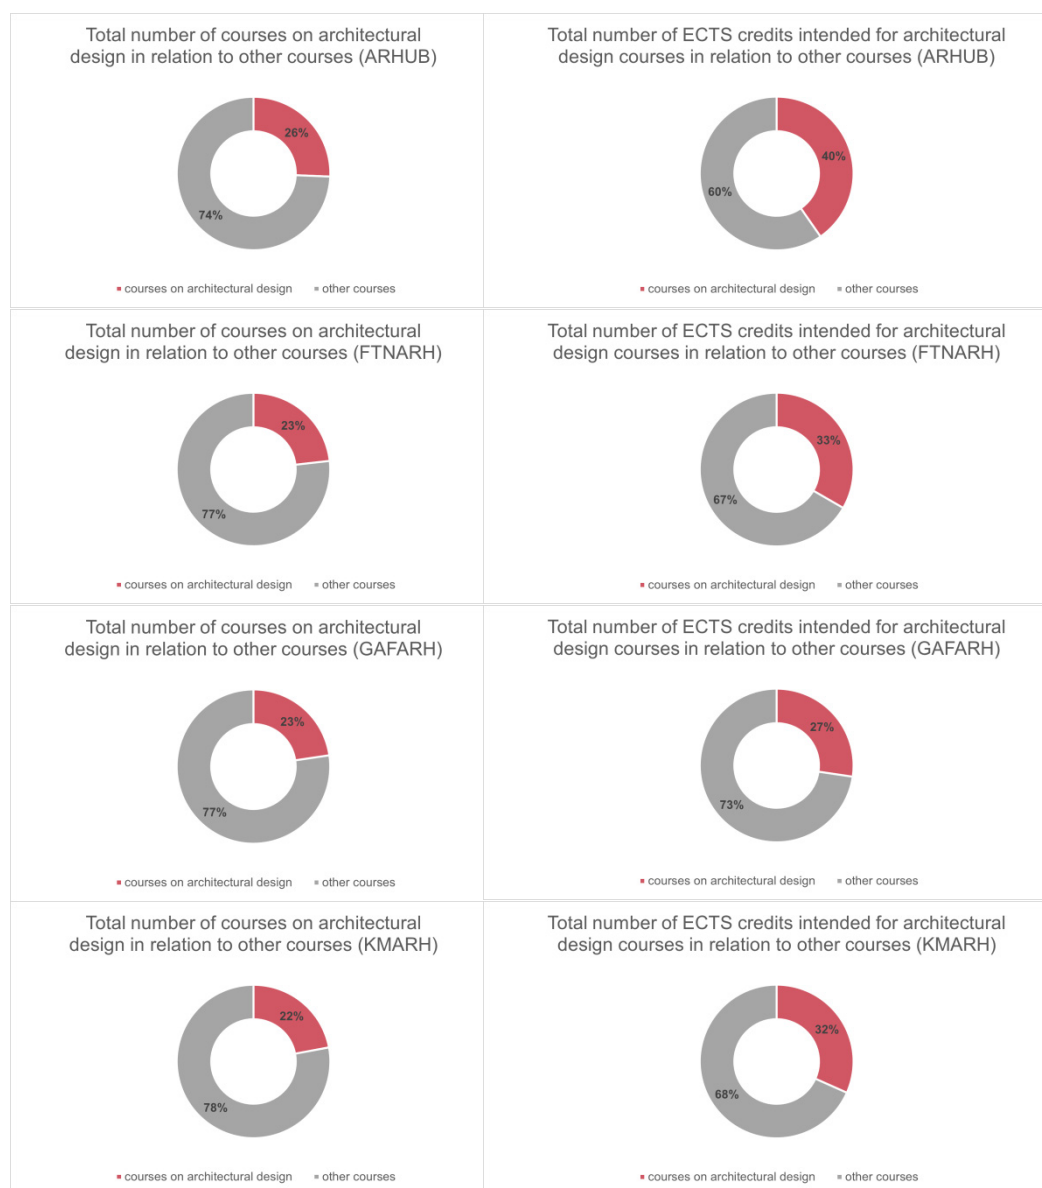 Total number of courses on architectural
design in relation to other courses (ARHUB)
26%
74%
courses on architectural design other courses
Total number of ECTS credits intended for architectural
design courses in relation to other courses (ARHUB)
40%
60%
courses on architectural design other courses
Total number of courses on architectural
design in relation to other courses (FTNARH)
23%
77%
courses on architectural design other courses
Total number of ECTS credits intended for architectural
design courses in relation to other courses (FTNARH)
33%
67%
courses on architectural design other courses
Total number of courses on architectural
design in relation to other courses (GAFARH)
23%
77%
courses on architectural design other courses
Total number of ECTS credits intended for architectural
design courses in relation to other courses (GAFARH)
27%
73%
courses on architectural design other courses
Total number of courses on architectural
design in relation to other courses (KMARH)
22%
78%
courses on architectural design other courses
Total number of ECTS credits intended for architectural
design courses in relation to other courses (KMARH)
32%
68%
courses on architectural design other courses